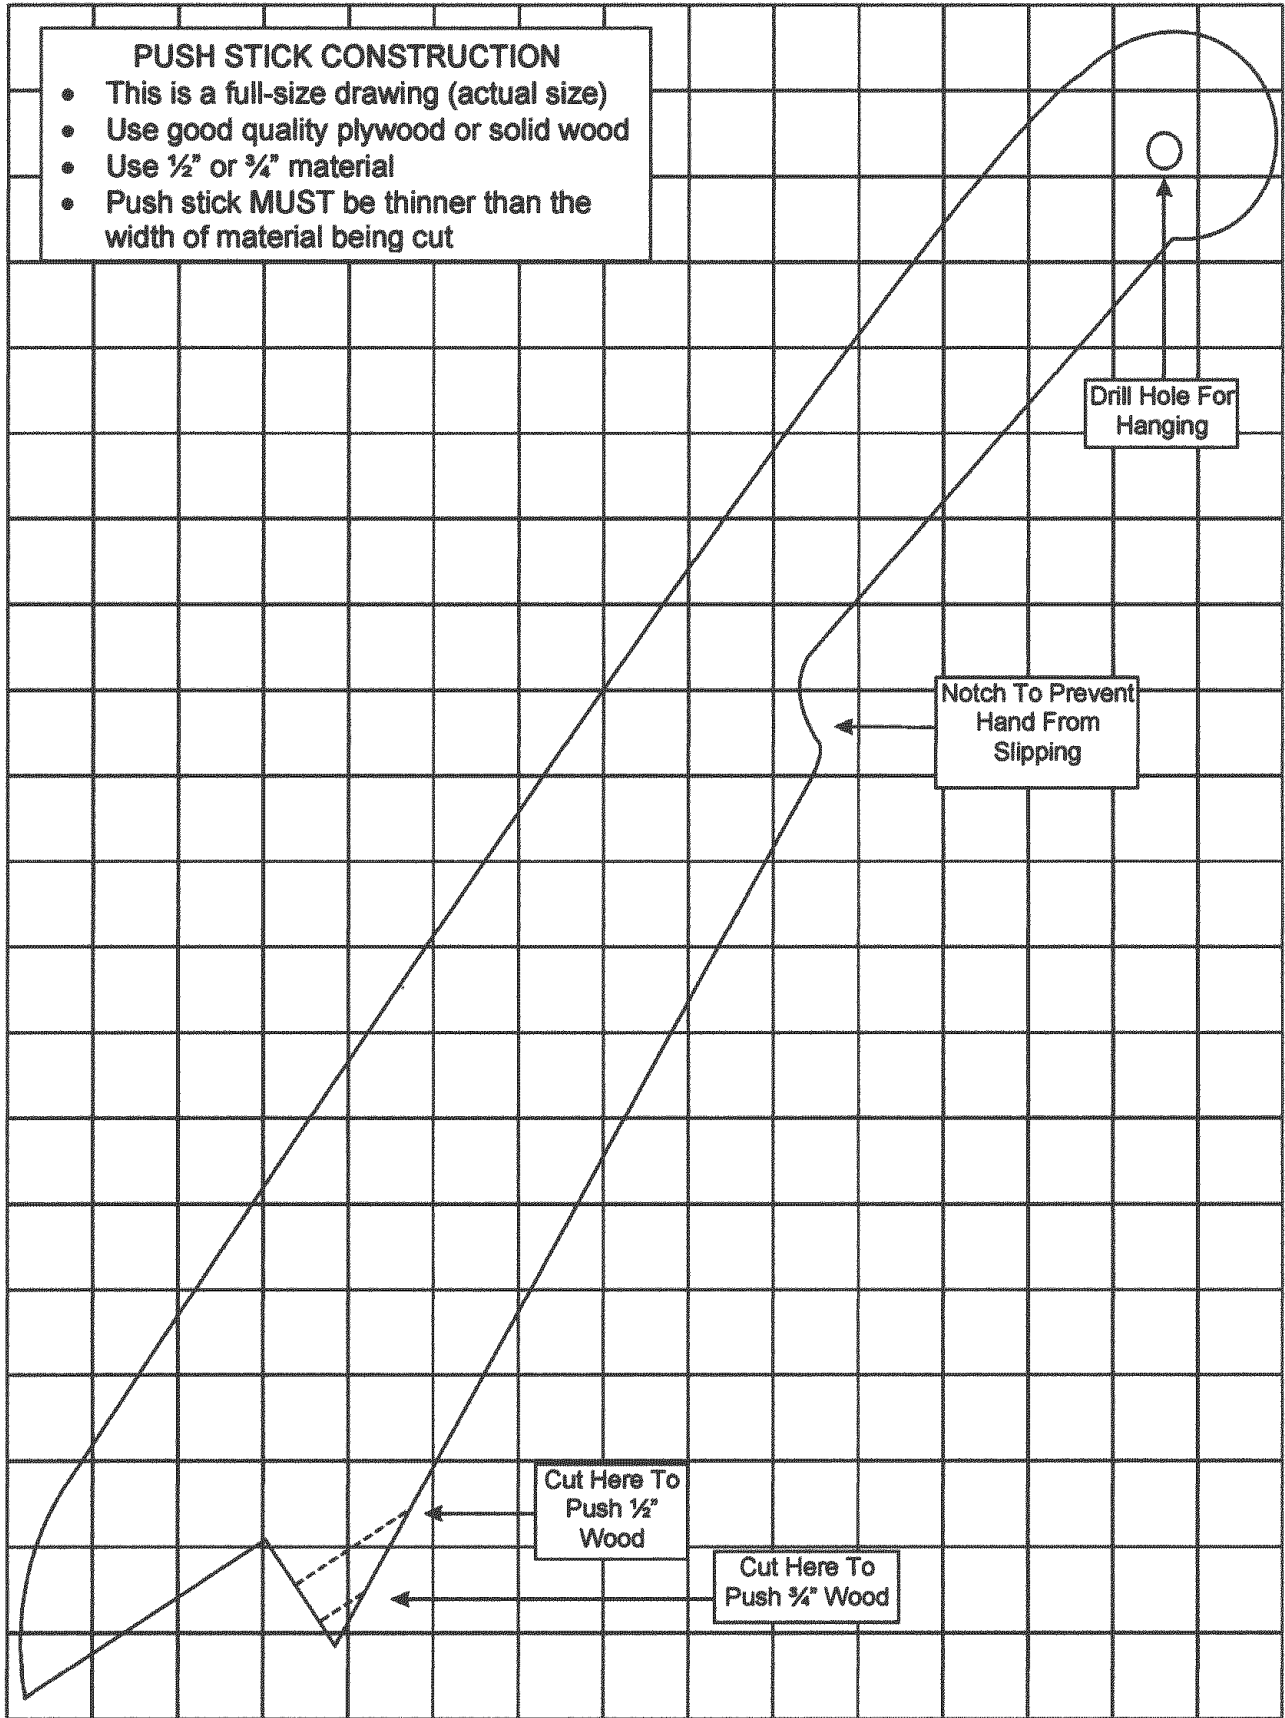 PUSH STICK CONSTRUCTION
• This is a full-size drawing (actual size)
• Use good quality plywood or solid wood
• Use ½” or ¾” material
• Push stick MUST be thinner than the
width of material being cut
Drill Hole For
Hanging
Notch To Prevent
Hand From
Slipping
Cut Here To
Push ½”
Wood
Cut Here To
Push ¾” Wood